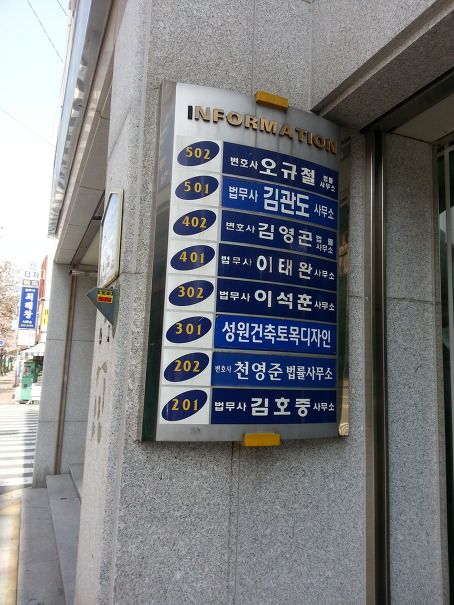 INFORMATION
502 변호사 오규철 법률사무소
501 법무사 김관도 사무소
402 변호사 김영곤 법률사무소
401 법무사 이태완 사무소
302 법무사 이석훈 사무소
301 성원건축토목디자인
202 변호사 천영준 법률사무소
201 법무사 김호중 사무소